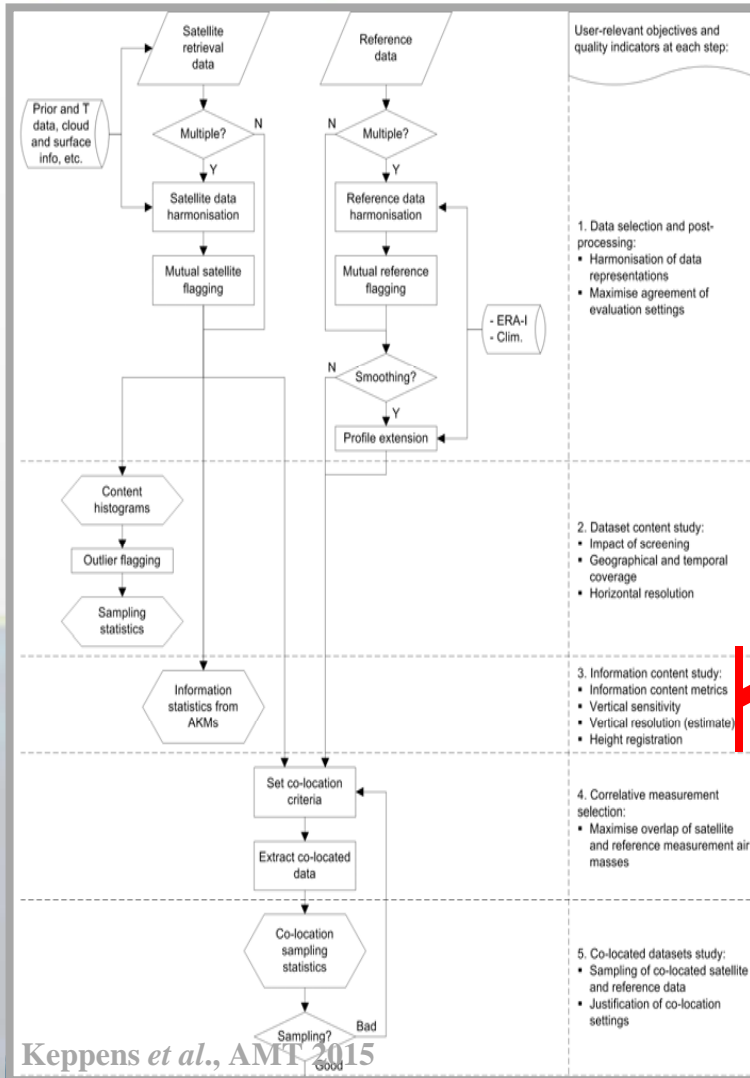 Satellite
retrieval
data
Reference
data
User-relevant objectives and
quality indicators at each step:
Prior and T
data, cloud
and surface
info, etc.
Multiple?
N
Y
N
Multiple?
Y
Satellite data
harmonisation
Reference data
harmonisation
Mutual satellite
flagging
Mutual reference
flagging
- ERA-I
- Clim.
N
Smoothing?
Y
Profile extension
1. Data selection and post-
processing:
▪ Harmonisation of data
representations
▪ Maximise agreement of
evaluation settings
Content
histograms
Outlier flagging
Sampling
statistics
2. Dataset content study:
▪ Impact of screening
▪ Geographical and temporal
coverage
▪ Horizontal resolution
Information
statistics from
AKMs
3. Information content study:
▪ Information content metrics
▪ Vertical sensitivity
▪ Vertical resolution (estimate)
▪ Height registration
Set co-location
criteria
Extract co-located
data
4. Correlative measurement
selection:
▪ Maximise overlap of satellite
and reference measurement air
masses
Co-location
sampling
statistics
Sampling?
Bad
Good
5. Co-located datasets study:
▪ Sampling of co-located satellite
and reference data
▪ Justification of co-location
settings
Keppens et al., AMT 2015